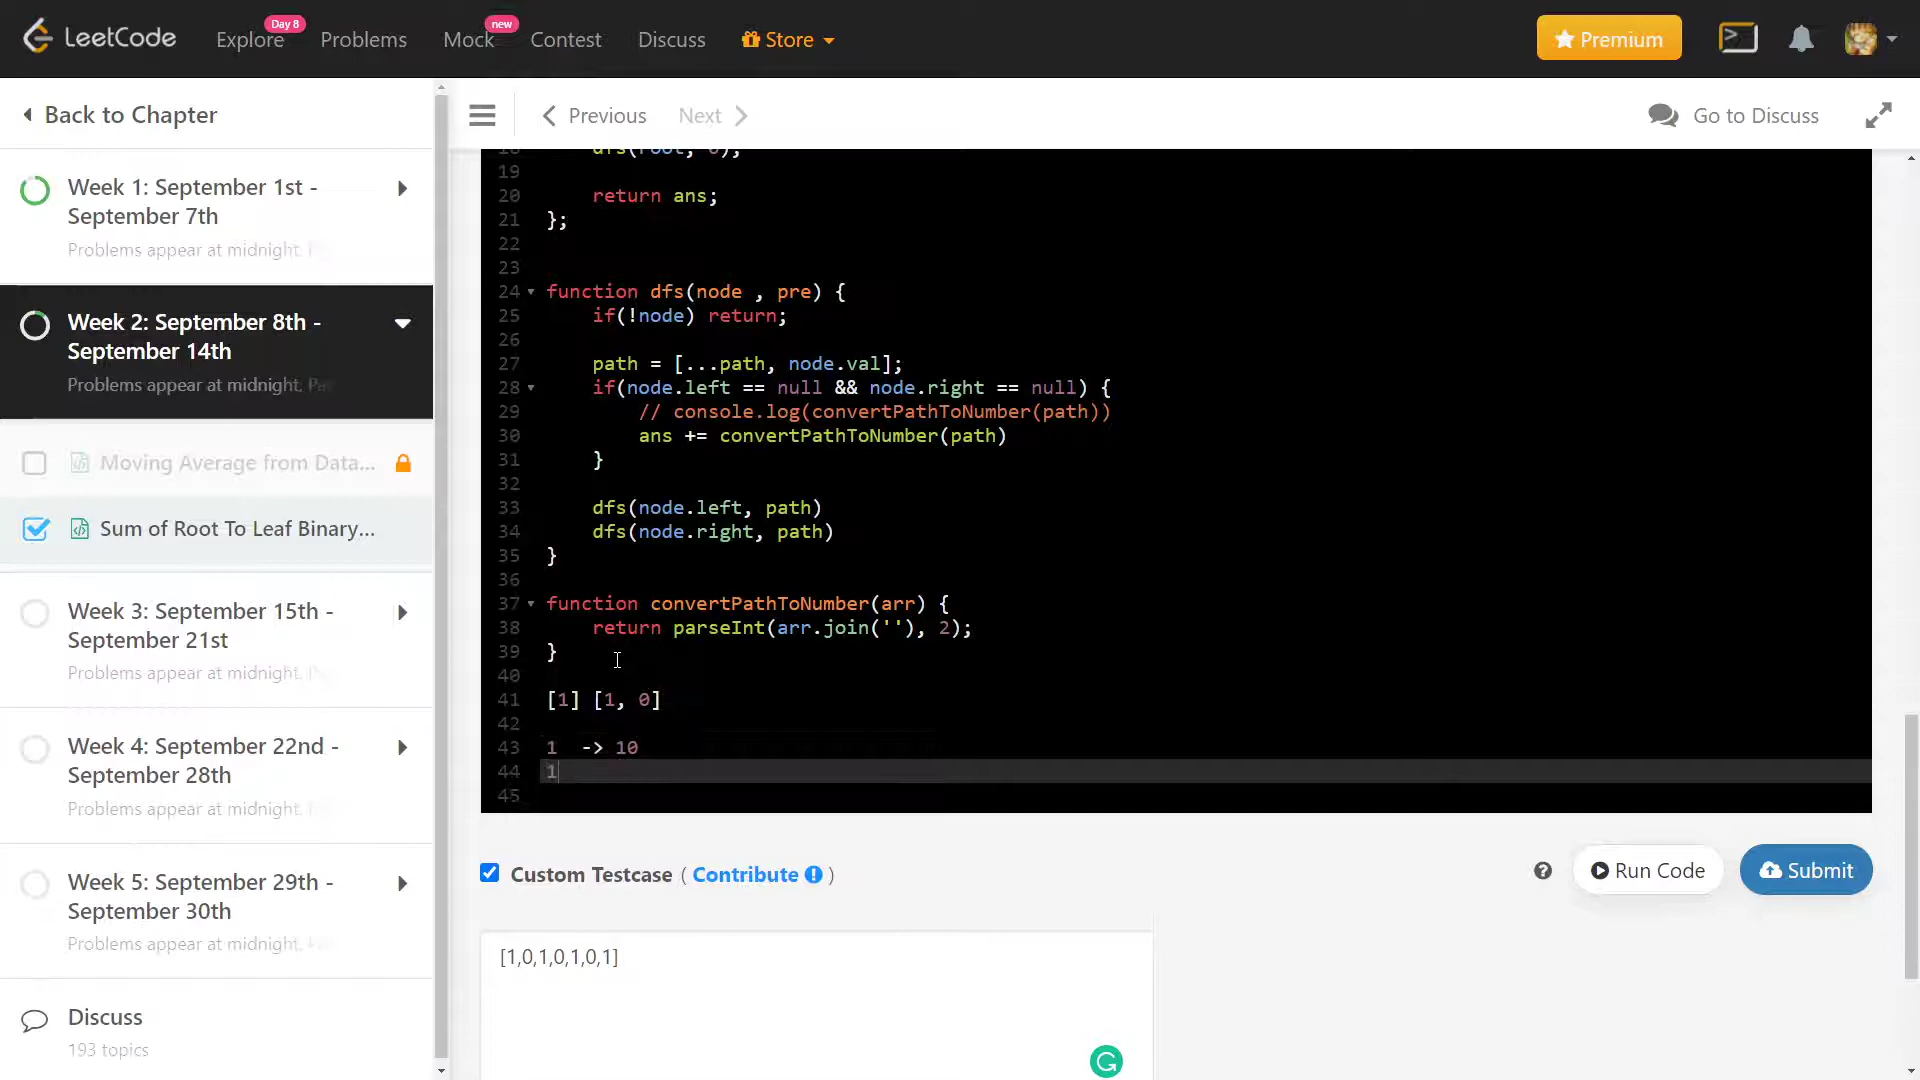 LeetCode
Explore
Day 8
Problems
Mock
new
Contest
Discuss
Store
Premium
Back to Chapter
Week 1: September 1st -
September 7th
Problems appear at midnight.
Week 2: September 8th -
September 14th
Problems appear at midnight.
Moving Average from Data...
Sum of Root To Leaf Binary...
Week 3: September 15th -
September 21st
Problems appear at midnight.
Week 4: September 22nd -
September 28th
Problems appear at midnight.
Week 5: September 29th -
September 30th
Problems appear at midnight.
Discuss
193 topics
Previous
Next
Go to Discuss
18 dfs(root, 0);
19
20 return ans;
21 };
22
23
24 function dfs(node , pre) {
25 if(!node) return;
26
27 path = [...path, node.val];
28 if(node.left == null && node.right == null) {
29 // console.log(convertPathToNumber(path))
30 ans += convertPathToNumber(path)
31 }
32
33 dfs(node.left, path)
34 dfs(node.right, path)
35 }
36
37 function convertPathToNumber(arr) {
38 return parseInt(arr.join(''), 2);
39 }
40
41 [1] [1, 0]
42
43 1 -> 10
44 1
45
Custom Testcase ( Contribute ! )
? Run Code Submit
[1,0,1,0,1,0,1]